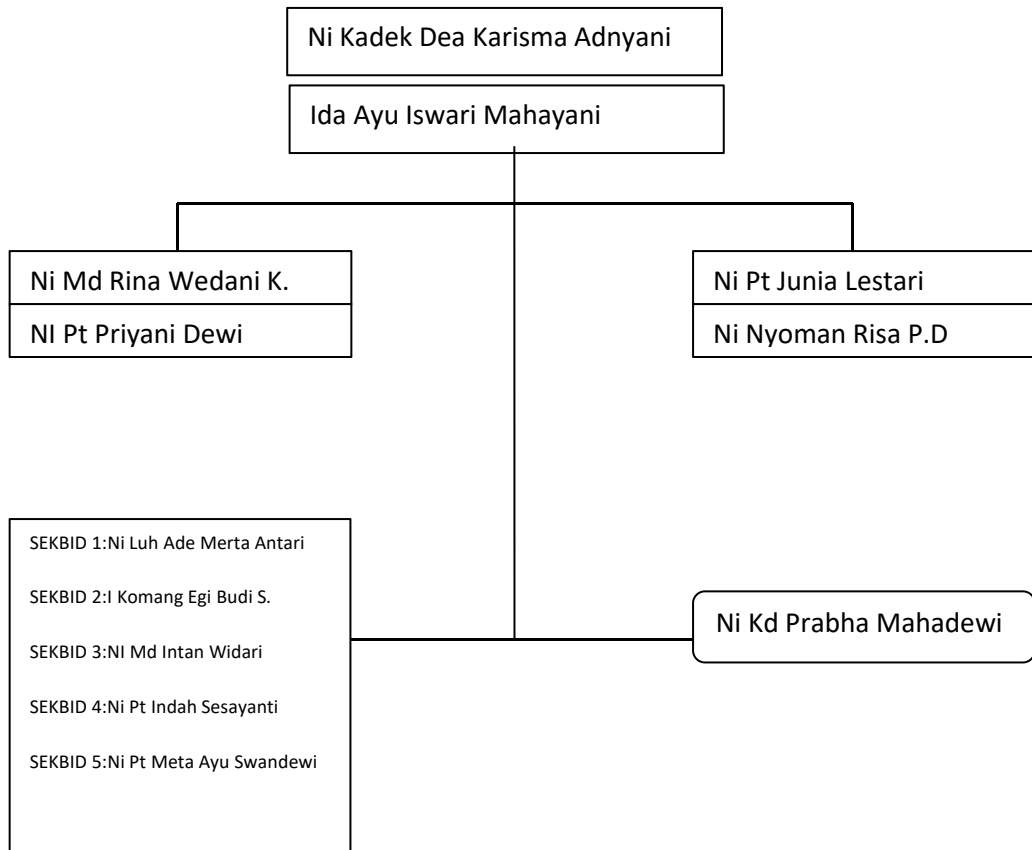 Ni Kadek Dea Karisma Adnyani
Ida Ayu Iswari Mahayani
Ni Md Rina Wedani K.
NI Pt Priyani Dewi
Ni Pt Junia Lestari
Ni Nyoman Risa P.D
SEKBID 1:Ni Luh Ade Merta Antari
SEKBID 2:I Komang Egi Budi S.
SEKBID 3:NI Md Intan Widari
SEKBID 4:Ni Pt Indah Sesayanti
SEKBID 5:Ni Pt Meta Ayu Swandewi
Ni Kd Prabha Mahadewi